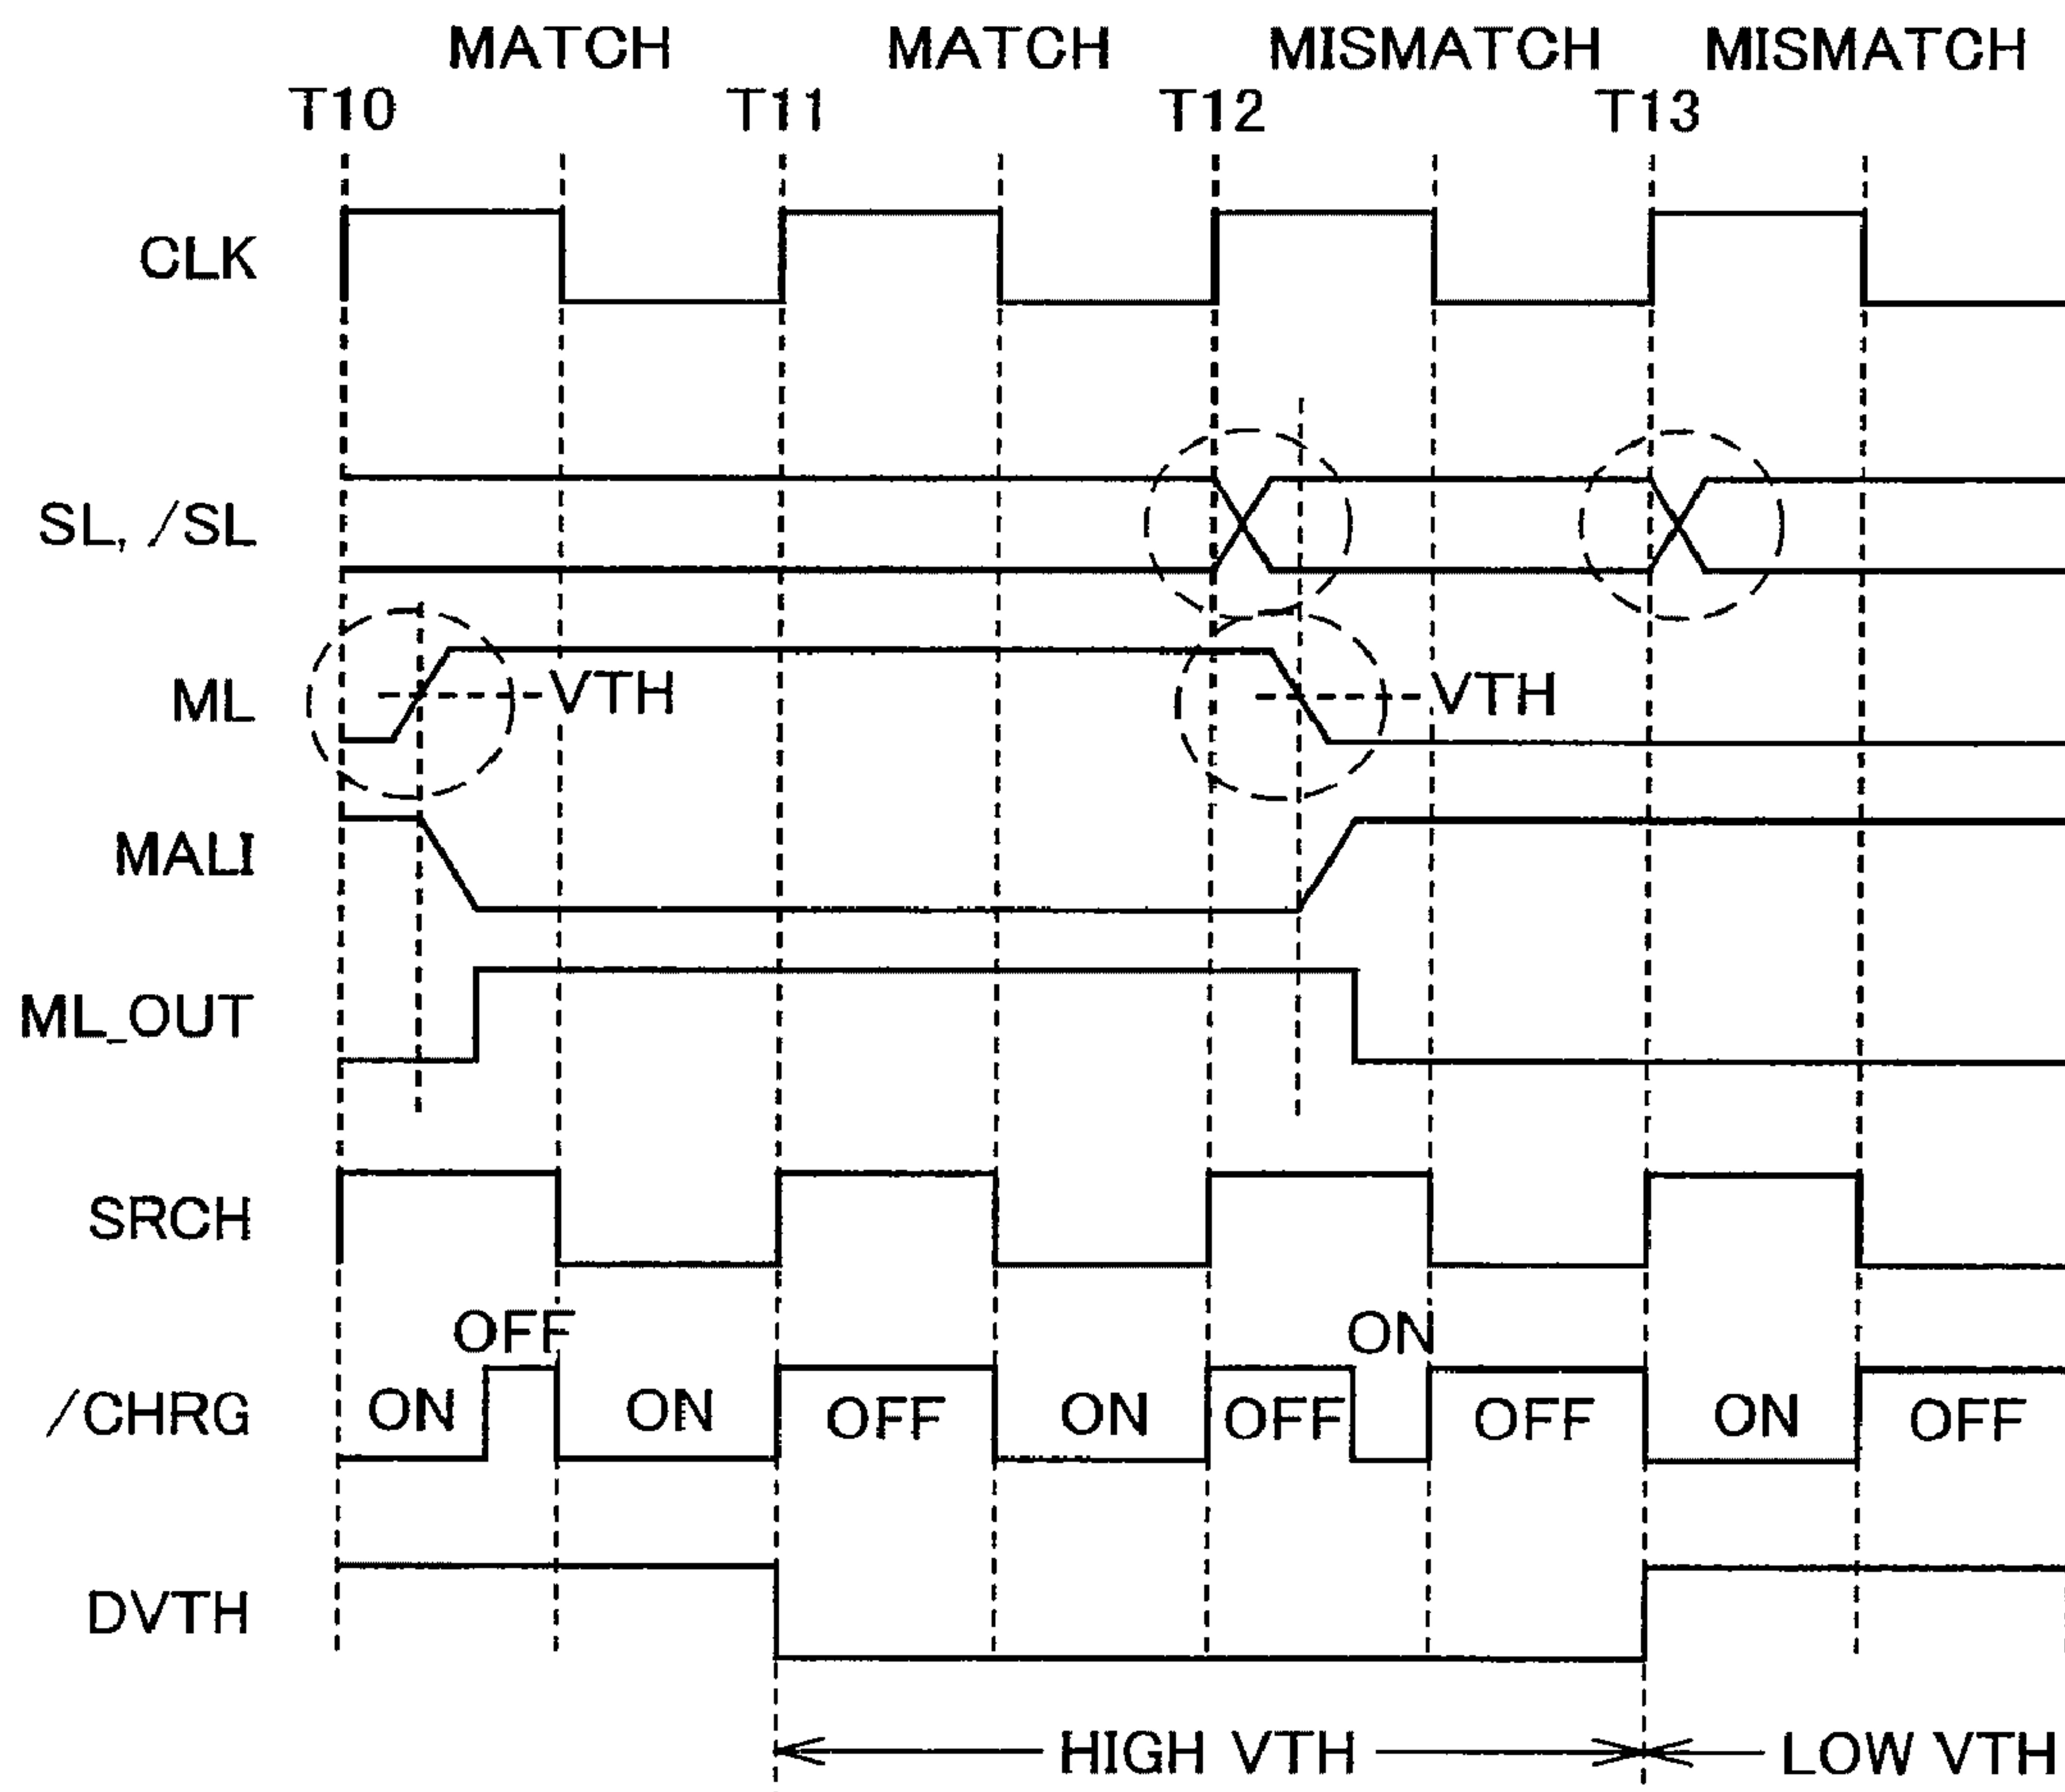 MATCH MATCH MISMATCH MISMATCH
T10 T11 T12 T13
CLK
SL, /SL
ML VTH VTH
MALI
ML_OUT
SRCH
OFF ON
/CHRG ON ON OFF ON OFF OFF ON OFF
DVTH
HIGH VTH LOW VTH